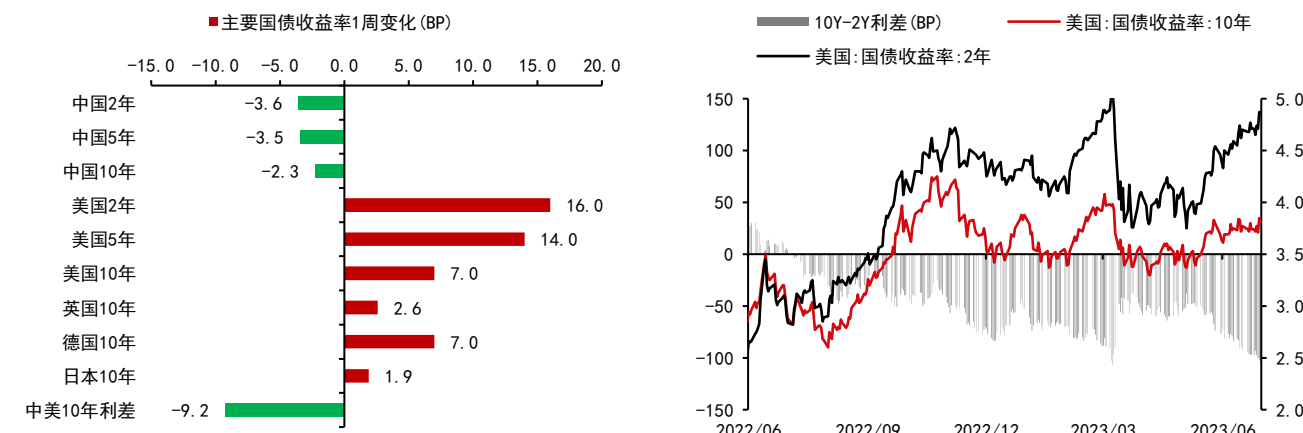 主要国债收益率1周变化(BP)
-15.0 -10.0 -5.0 0.0 5.0 10.0 15.0 20.0
中国2年 -3.6
中国5年 -3.5
中国10年 -2.3
美国2年 16.0
美国5年 14.0
美国10年 7.0
英国10年 2.6
德国10年 7.0
日本10年 1.9
中美10年利差 -9.2
10Y-2Y利差(BP) 美国:国债收益率:10年
美国:国债收益率:2年
150 5.0
100 4.5
50 4.0
0 3.5
-50 3.0
-100 2.5
-150 2.0
2022/06 2022/09 2022/12 2023/03 2023/06